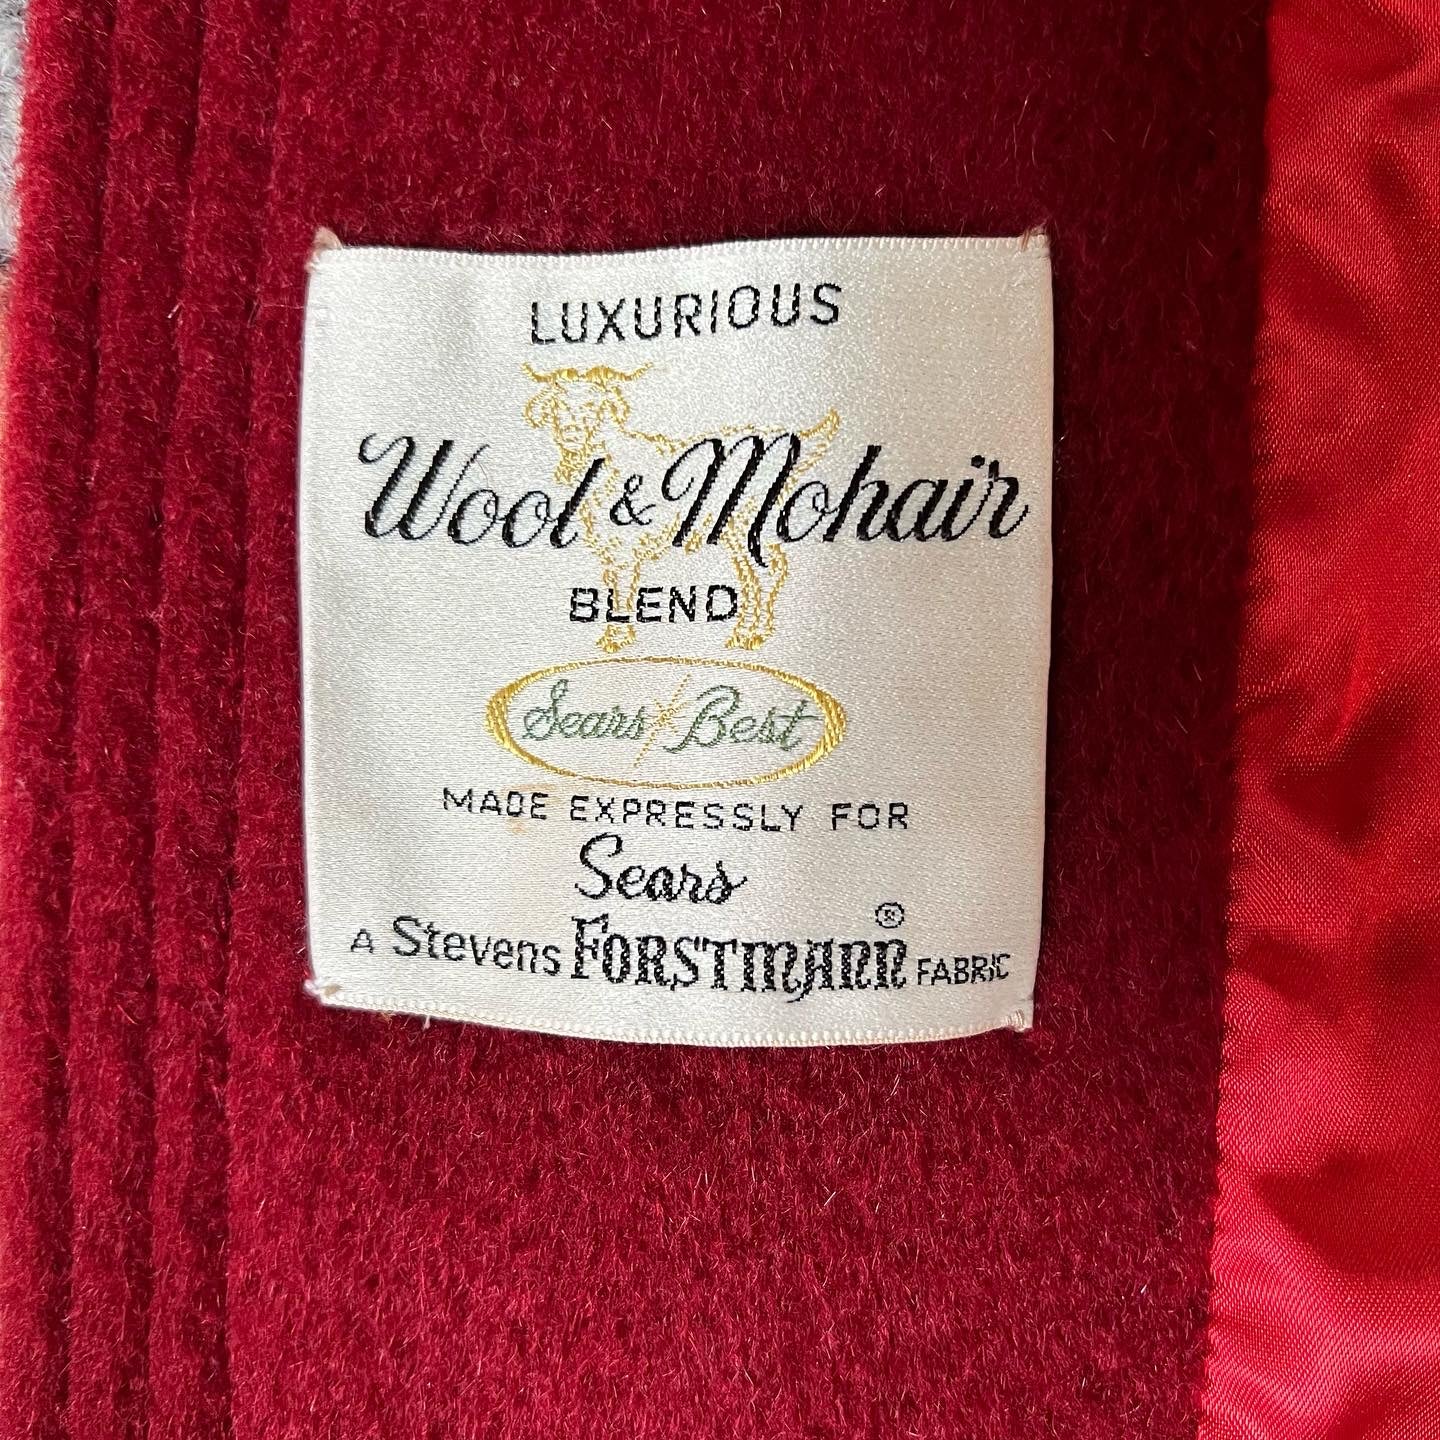 LUXURIOUS
Wool & Mohair
BLEND
Sears Best
MADE EXPRESSLY FOR
Sears
A Stevens FORSTMANN® FABRIC